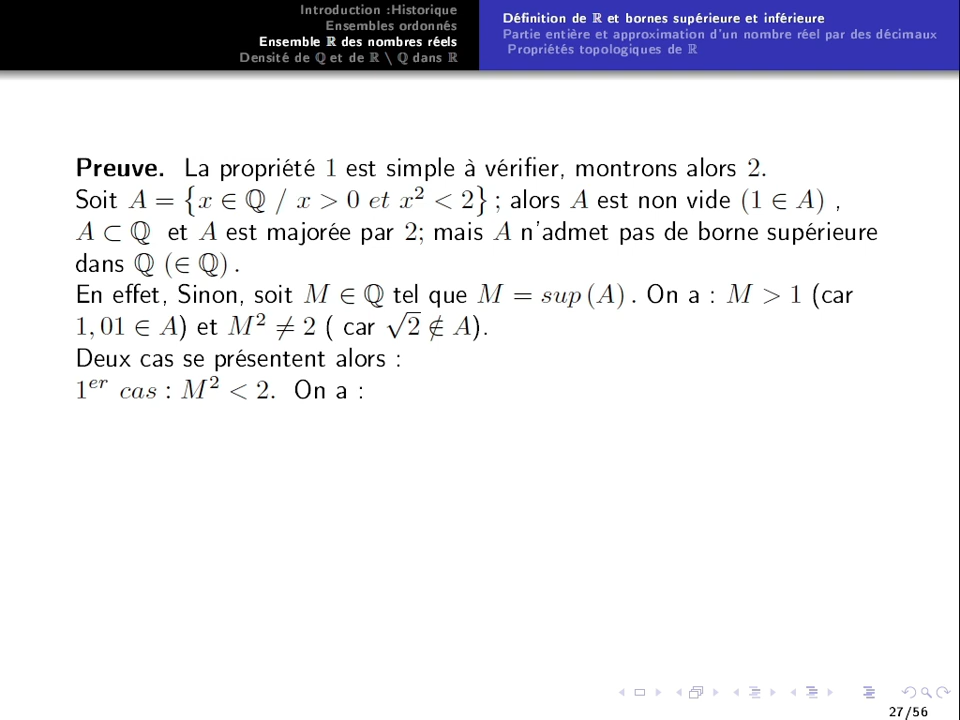 Introduction :Historique
Ensembles ordonnés
Ensemble ℝ des nombres réels
Densité de ℚ et de ℝ \ ℚ dans ℝ
Définition de ℝ et bornes supérieure et inférieure
Partie entière et approximation d'un nombre réel par des décimaux
Propriétés topologiques de ℝ
Preuve. La propriété 1 est simple à vérifier, montrons alors 2.
Soit A = {x ∈ ℚ / x > 0 et x² < 2} ; alors A est non vide (1 ∈ A) ,
A ⊂ ℚ et A est majorée par 2; mais A n'admet pas de borne supérieure
dans ℚ (∈ ℚ) .
En effet, Sinon, soit M ∈ ℚ tel que M = sup (A) . On a : M > 1 (car
1, 01 ∈ A) et M² ≠ 2 ( car √2 ∉ A).
Deux cas se présentent alors :
1ᵉʳ cas : M² < 2. On a :
27/56